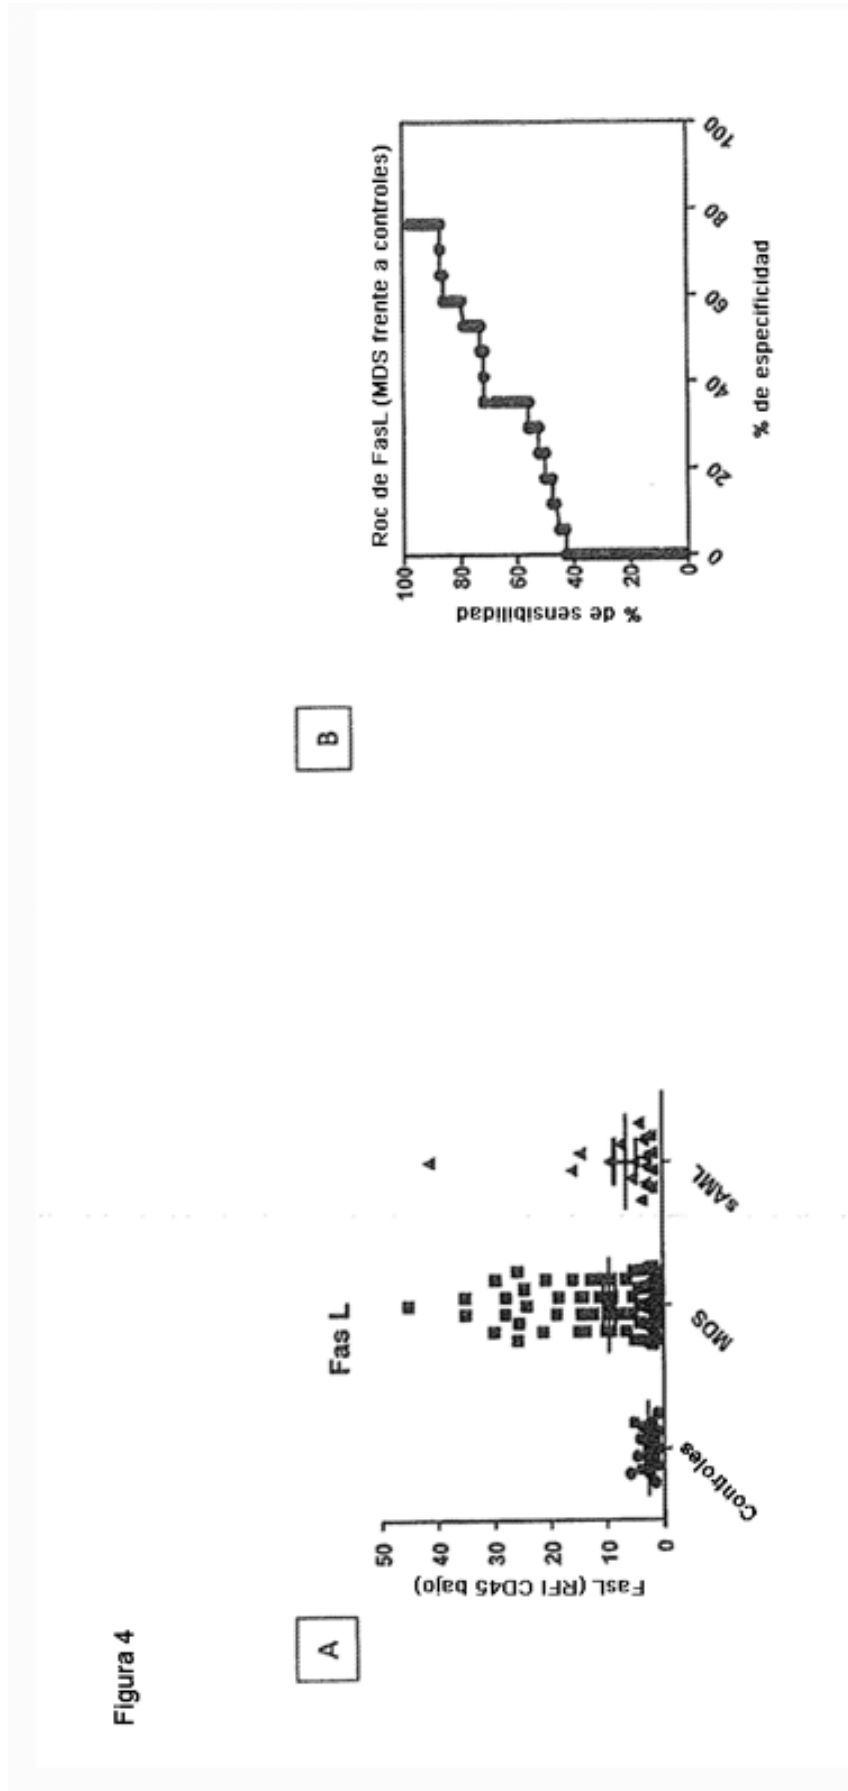 Figura 4
A
Fas L
FasL (RFI CD45 bajo)
50
40
30
20
10
0
Controles
MDS
sAML
B
Roc de FasL (MDS frente a controles)
% de sensibilidad
100
80
60
40
20
0
0
20
40
60
80
100
% de especificidad